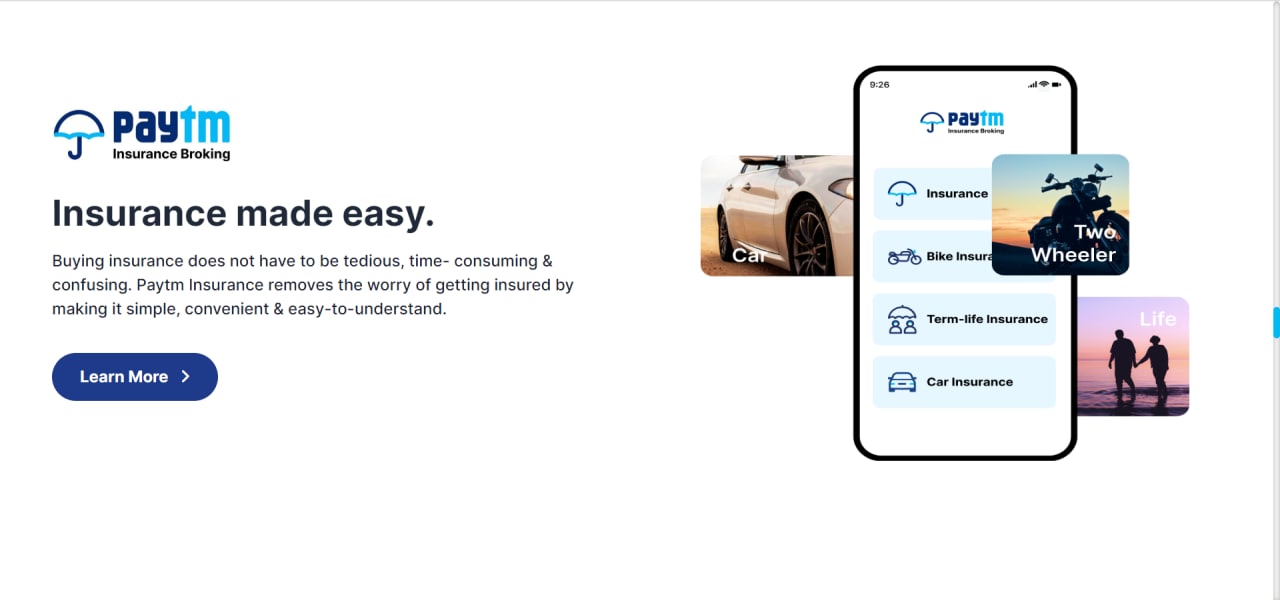 paytm
Insurance Broking
Insurance made easy.
Buying insurance does not have to be tedious, time- consuming &
confusing. Paytm Insurance removes the worry of getting insured by
making it simple, convenient & easy-to-understand.
Learn More
9:26
paytm
Insurance Broking
Insurance
Bike Insura
Term-life Insurance
Car Insurance
Car
Two
Wheeler
Life